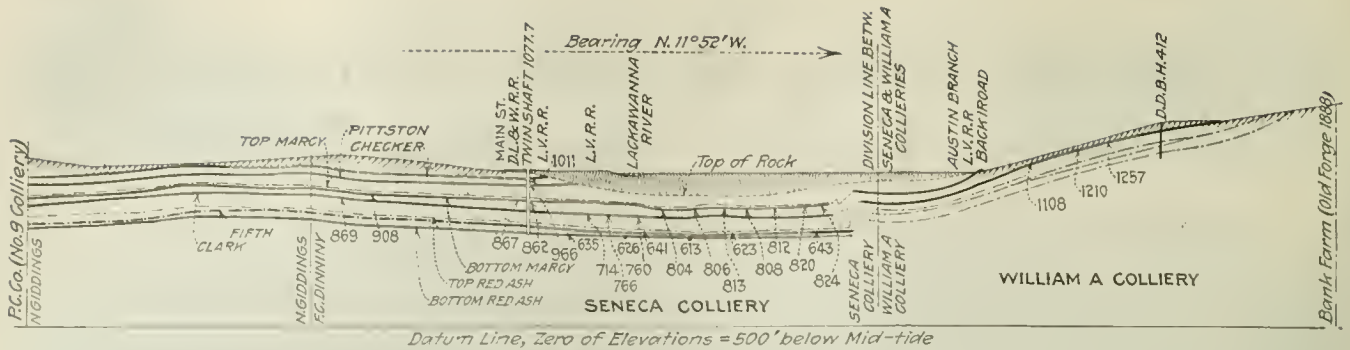 Bearing N. 11°52' W.
P.C. Co. (No. 9 Colliery)
N GIDDINGS
TOP MARCY
PITTSTON
CHECKER
MAIN ST.
D.L. & W. R.R.
TWIN SHAFT 1077.7
L.V.R.R.
1011
L.V.R.R.
LACKAWANNA
RIVER
Top of Rock
DIVISION LINE BETW.
SENECA & WILLIAM A
COLLIERIES
AUSTIN BRANCH
L.V.R.R
BACK ROAD
D.D.B.H. 412
Bank Farm (Old Forge 1888)
FIFTH
CLARK
N. GIDDINGS
F.C. DINNINY
869
908
867
862
966
635
714
766
626
760
641
804
613
806
813
623
808
812
820
643
824
BOTTOM MARCY
TOP RED ASH
BOTTOM RED ASH
1108
1210
1257
SENECA COLLIERY
SENECA
COLLIERY
WILLIAM A
COLLIERY
WILLIAM A COLLIERY
Datum Line, Zero of Elevations = 500' below Mid-tide